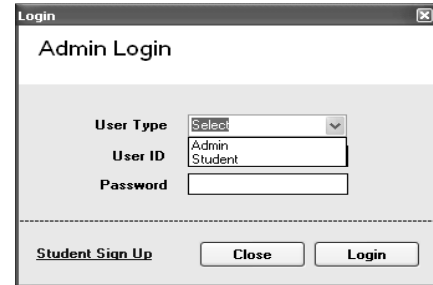 Login
Admin Login
User Type Select
Admin
User ID Student
Password
Student Sign Up Close Login